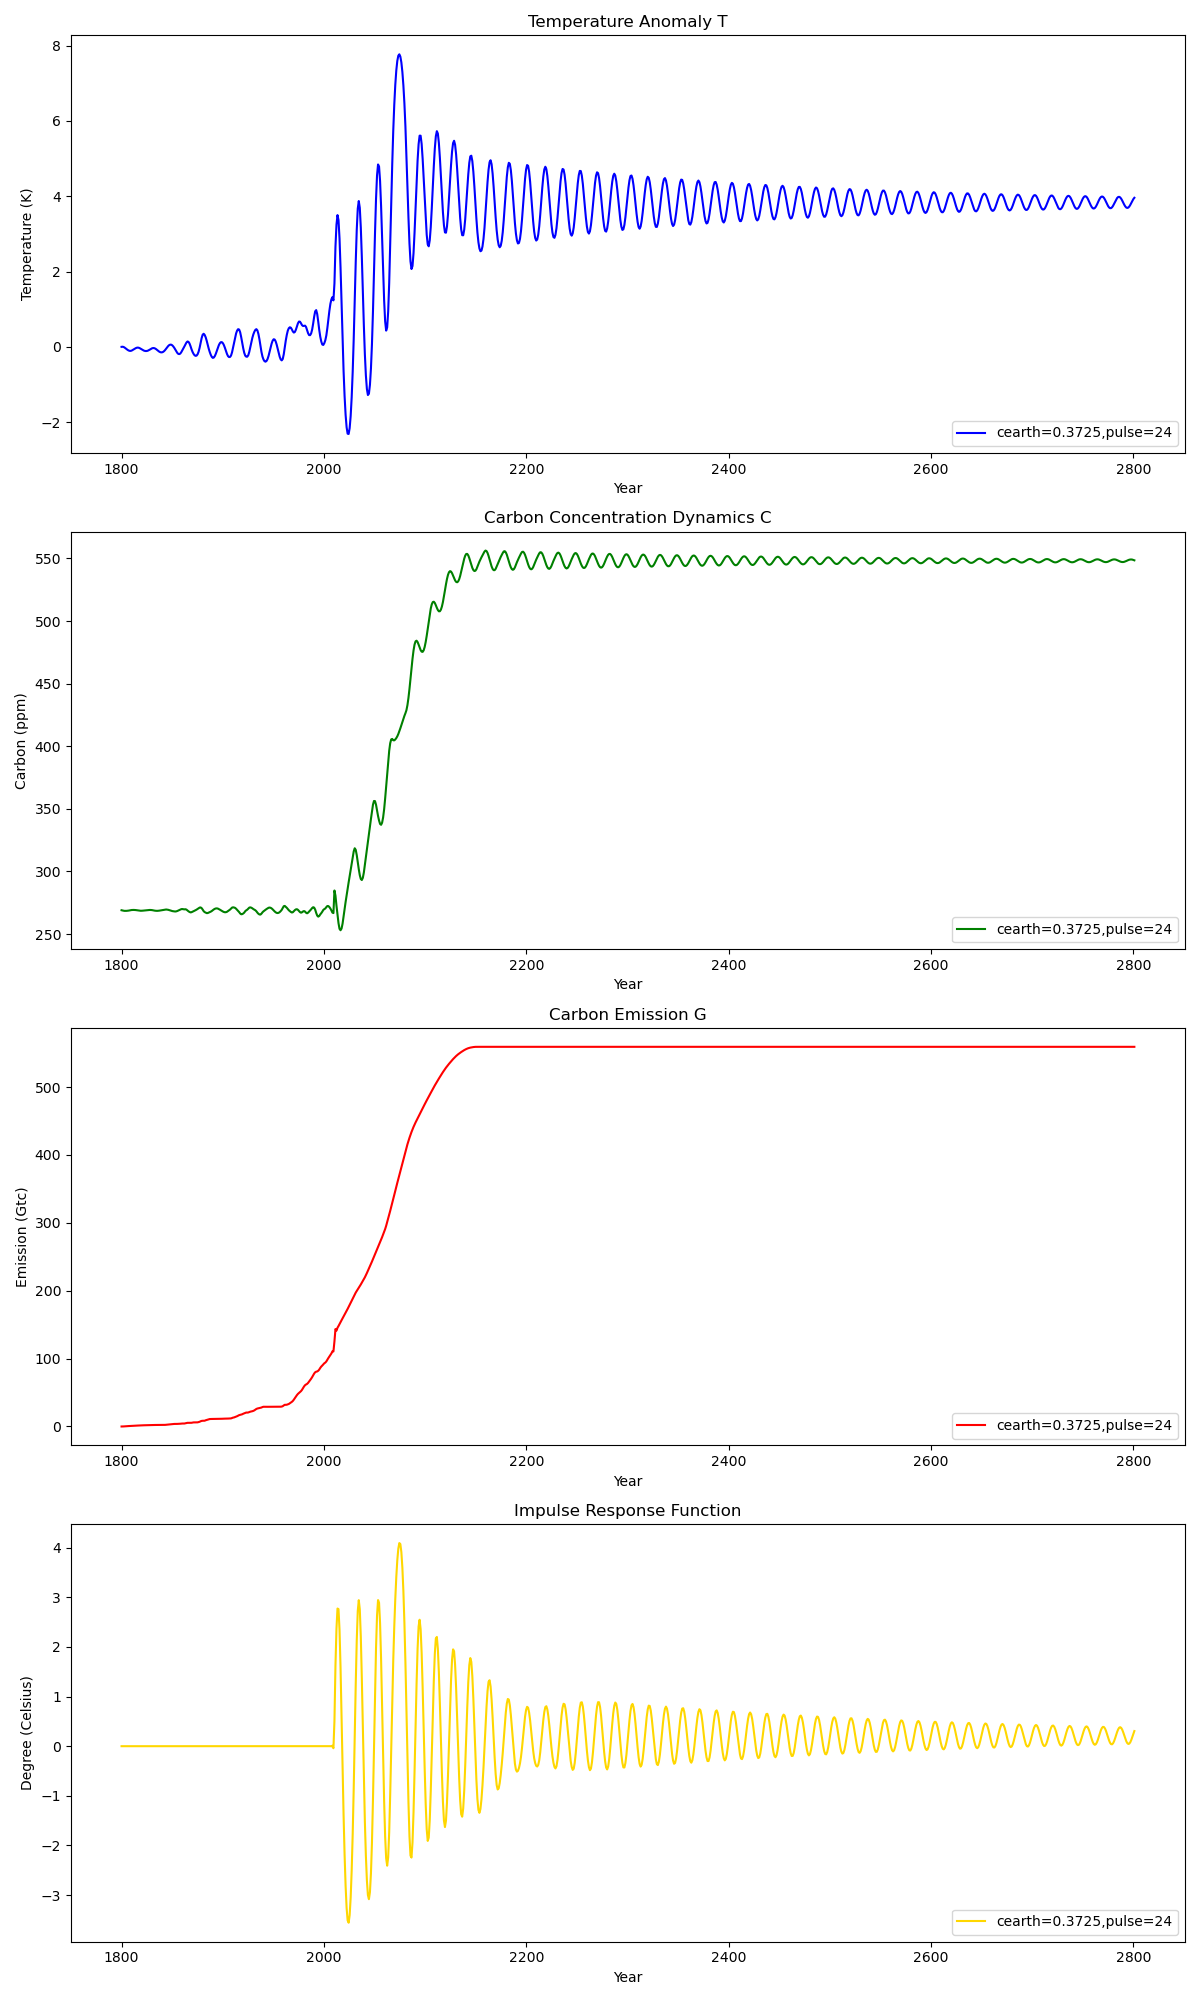 Temperature Anomaly T
8
6
4
2
0
−2
Temperature (K)
cearth=0.3725,pulse=24
1800 2000 2200 2400 2600 2800
Year
Carbon Concentration Dynamics C
550
500
450
400
350
300
250
Carbon (ppm)
cearth=0.3725,pulse=24
1800 2000 2200 2400 2600 2800
Year
Carbon Emission G
500
400
300
200
100
0
Emission (Gtc)
cearth=0.3725,pulse=24
1800 2000 2200 2400 2600 2800
Year
Impulse Response Function
4
3
2
1
0
−1
−2
−3
Degree (Celsius)
cearth=0.3725,pulse=24
1800 2000 2200 2400 2600 2800
Year